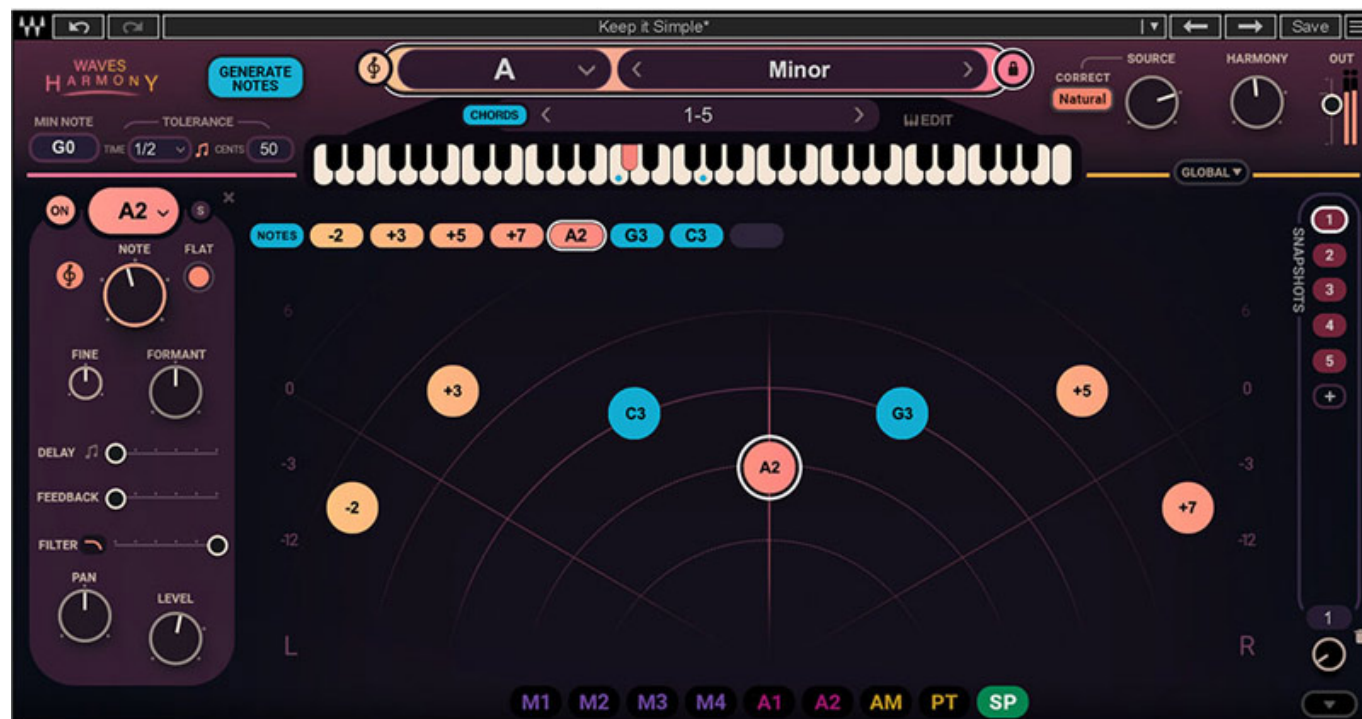 Keep it Simple*
Save
WAVES
HARMONY
GENERATE
NOTES
A
Minor
CORRECT
Natural
SOURCE
HARMONY
OUT
CHORDS
1-5
EDIT
MIN NOTE
G0
TOLERANCE
TIME
1/2
CENTS
50
GLOBAL
ON
A2
S
NOTE
FLAT
FINE
FORMANT
DELAY
FEEDBACK
FILTER
PAN
LEVEL
NOTES
-2
+3
+5
+7
A2
G3
C3
6
0
-3
-12
L
-2
+3
C3
A2
G3
+5
+7
6
0
-3
-12
R
SNAPSHOTS
1
2
3
4
5
+
1
M1 M2 M3 M4 A1 A2 AM PT SP